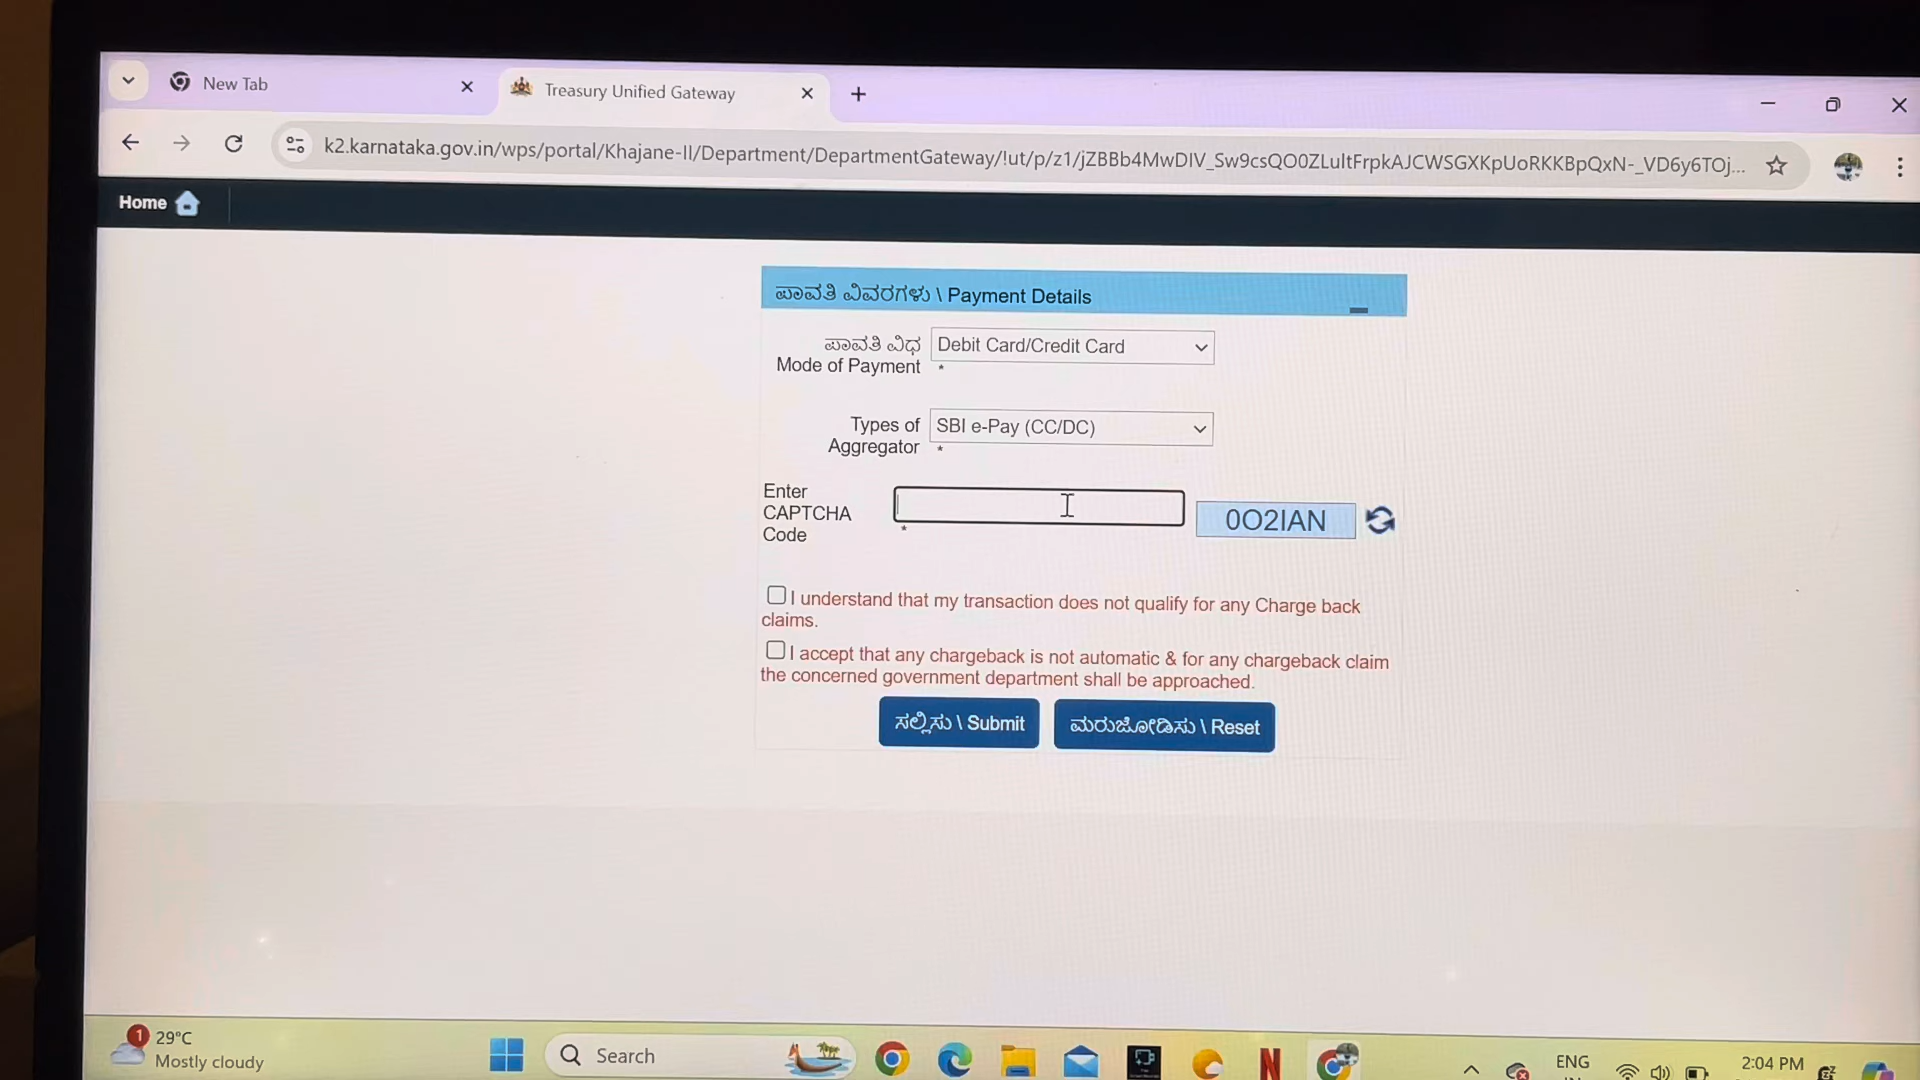 New Tab
Treasury Unified Gateway
k2.karnataka.gov.in/wps/portal/Khajane-II/Department/DepartmentGateway/!ut/p/z1/jZBBb4MwDIV_Sw9csQO0ZLuItFrpkAJCWSGXKpUoRKKBpQxN-_VD6y6TOj...
Home
ಪಾವತಿ ವಿವರಗಳು \ Payment Details
ಪಾವತಿ ವಿಧ
Mode of Payment
Debit Card/Credit Card
*
Types of
Aggregator
SBI e-Pay (CC/DC)
*
Enter
CAPTCHA
Code
*
0O2IAN
I understand that my transaction does not qualify for any Charge back
claims.
I accept that any chargeback is not automatic & for any chargeback claim
the concerned government department shall be approached.
ಸಲ್ಲಿಸು \ Submit
ಮರುಜೋಡಿಸು \ Reset
1
29°C
Mostly cloudy
Search
N
ENG
2:04 PM